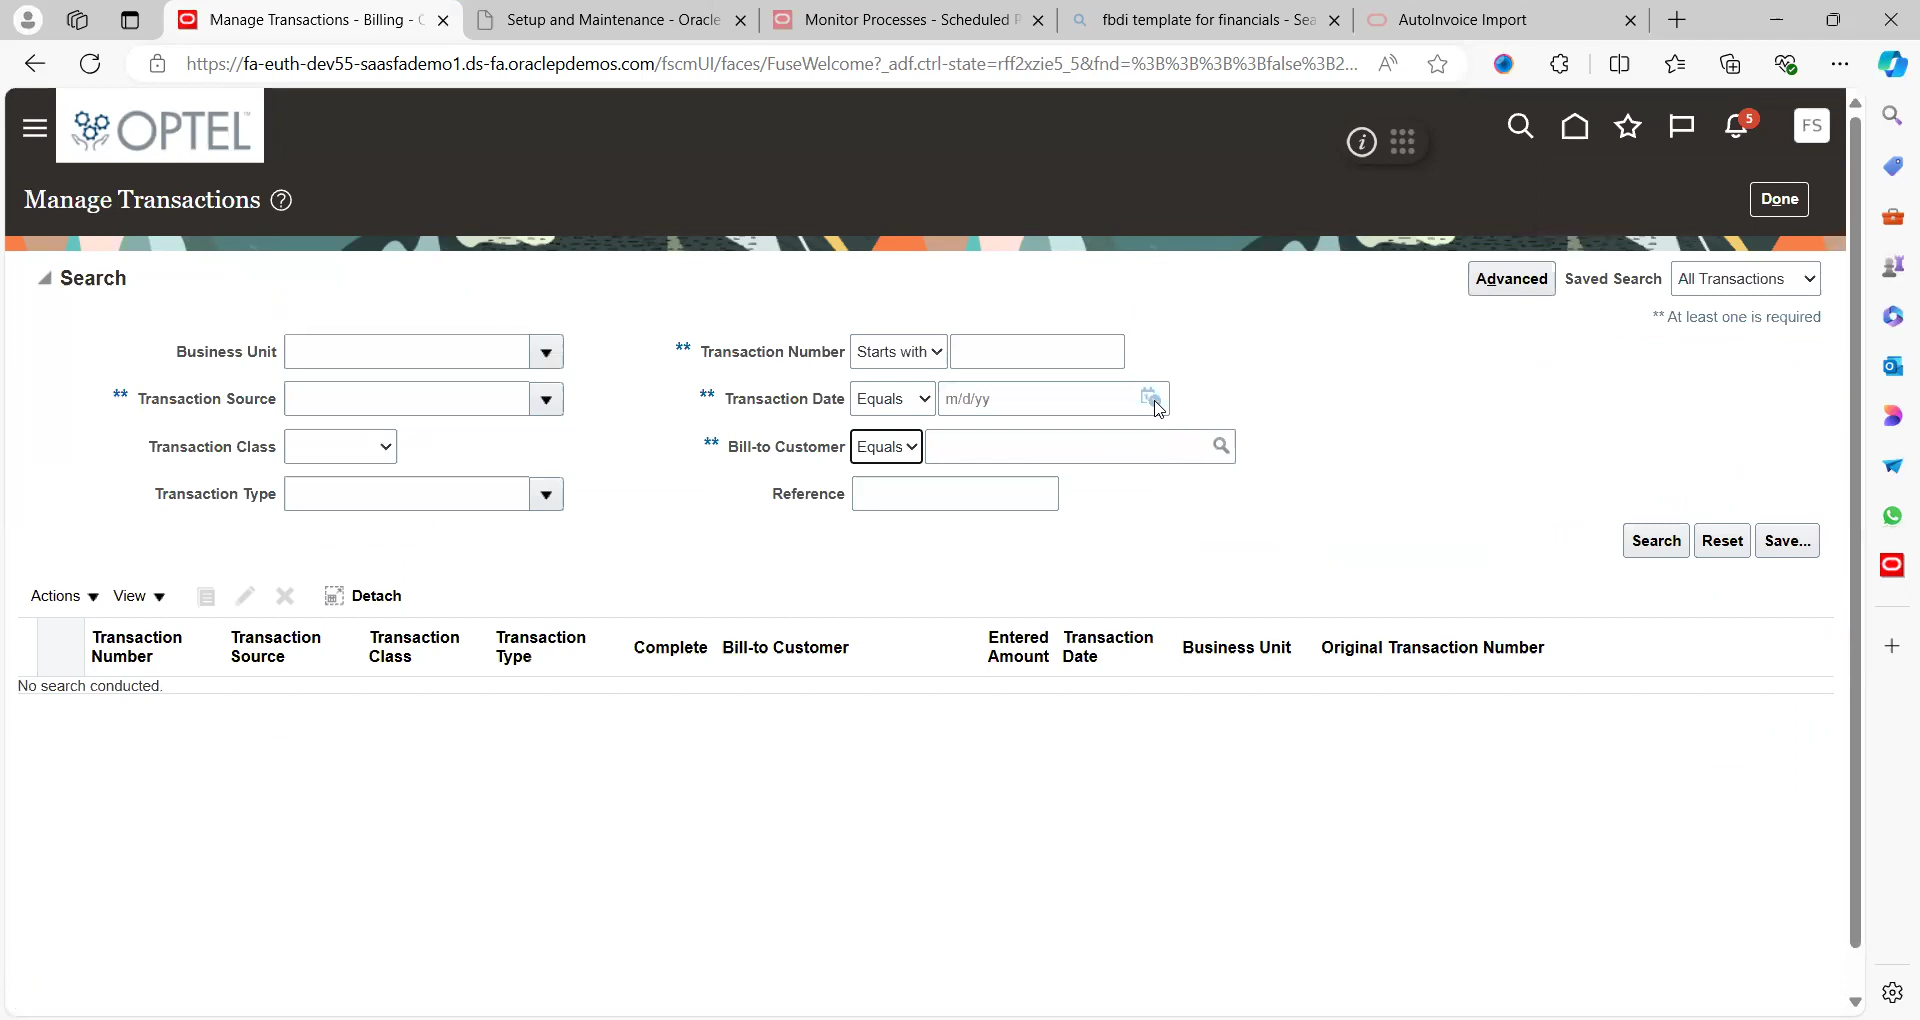 Manage Transactions - Billing -
Setup and Maintenance - Oracle
Monitor Processes - Scheduled
fbdi template for financials - Sea
AutoInvoice Import
https://fa-euth-dev55-saasfademo1.ds-fa.oraclepdemos.com/fscmUI/faces/FuseWelcome?_adf.ctrl-state=rff2xzie5_5&fnd=%3B%3B%3B%3Bfalse%3B2...
OPTEL
5
FS
Manage Transactions ?
Done
Search
Advanced Saved Search All Transactions
** At least one is required
Business Unit
** Transaction Number Starts with
** Transaction Source
** Transaction Date Equals m/d/yy
Transaction Class
** Bill-to Customer Equals
Transaction Type
Reference
Search Reset Save...
Actions View Detach
Transaction Number
Transaction Source
Transaction Class
Transaction Type
Complete
Bill-to Customer
Entered Amount
Transaction Date
Business Unit
Original Transaction Number
No search conducted.